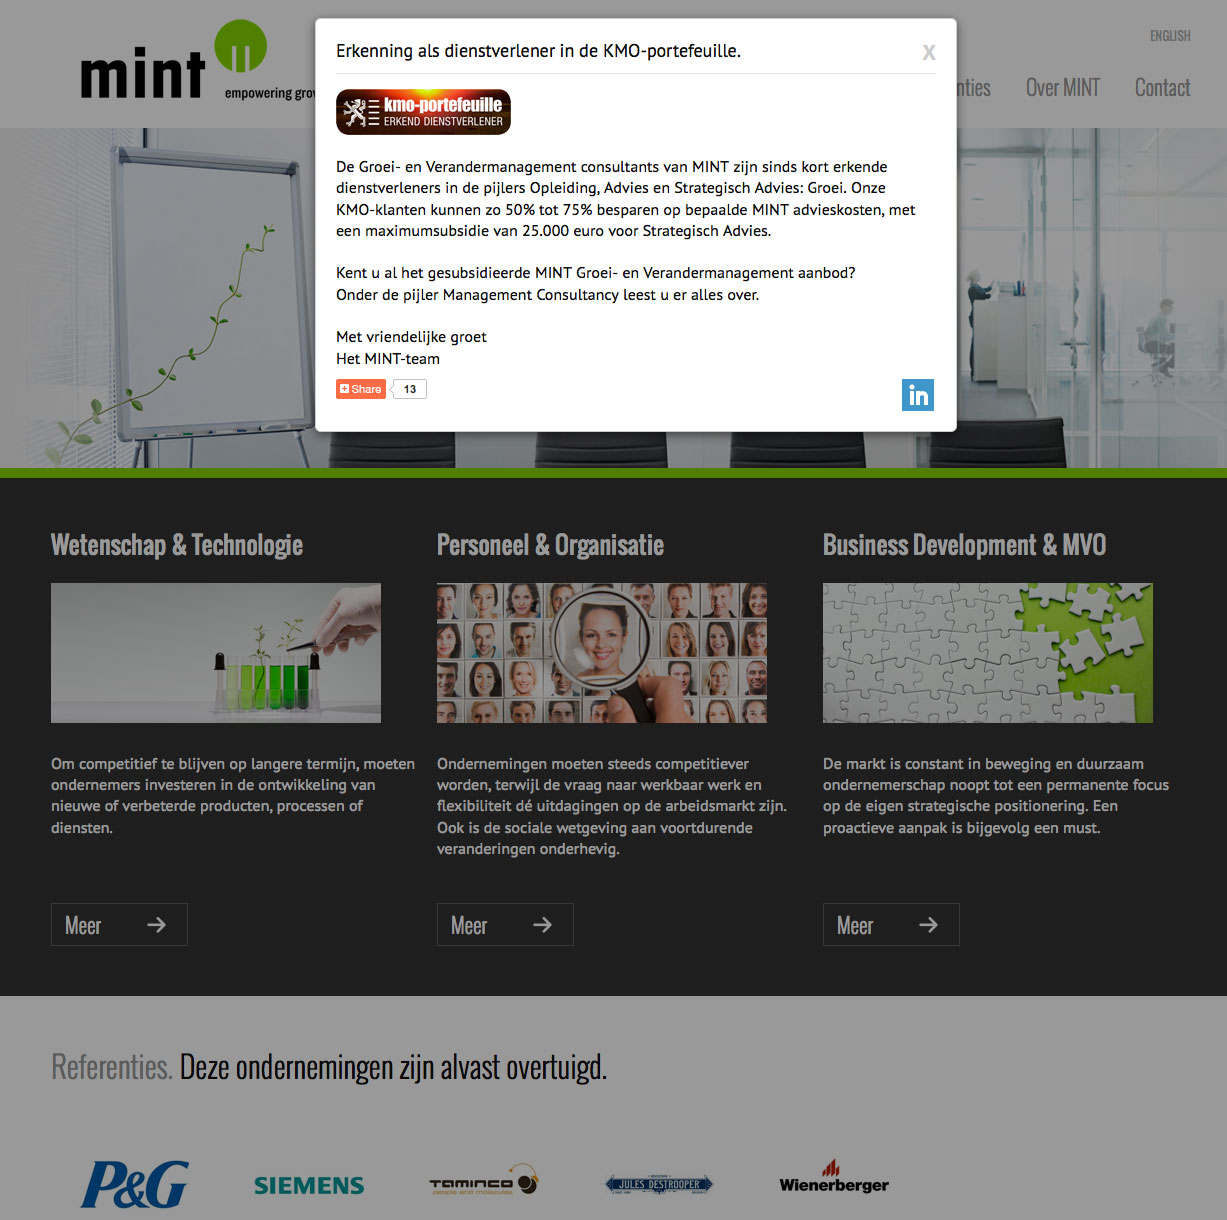 mint
empowering grov
ENGLISH
nties Over MINT Contact
Erkenning als dienstverlener in de KMO-portefeuille.
X
kmo-portefeuille
ERKEND DIENSTVERLENER
De Groei- en Verandermanagement consultants van MINT zijn sinds kort erkende
dienstverleners in de pijlers Opleiding, Advies en Strategisch Advies: Groei. Onze
KMO-klanten kunnen zo 50% tot 75% besparen op bepaalde MINT advieskosten, met
een maximumsubsidie van 25.000 euro voor Strategisch Advies.
Kent u al het gesubsidieerde MINT Groei- en Verandermanagement aanbod?
Onder de pijler Management Consultancy leest u er alles over.
Met vriendelijke groet
Het MINT-team
Share 13
in
Wetenschap & Technologie
Om competitief te blijven op langere termijn, moeten
ondernemers investeren in de ontwikkeling van
nieuwe of verbeterde producten, processen of
diensten.
Meer
Personeel & Organisatie
Ondernemingen moeten steeds competitiever
worden, terwijl de vraag naar werkbaar werk en
flexibiliteit dé uitdagingen op de arbeidsmarkt zijn.
Ook is de sociale wetgeving aan voortdurende
veranderingen onderhevig.
Meer
Business Development & MVO
De markt is constant in beweging en duurzaam
ondernemerschap noopt tot een permanente focus
op de eigen strategische positionering. Een
proactieve aanpak is bijgevolg een must.
Meer
Referenties. Deze ondernemingen zijn alvast overtuigd.
P&G
SIEMENS
TAMINCO
people and molecules
JULES DESTROOPER
Wienerberger